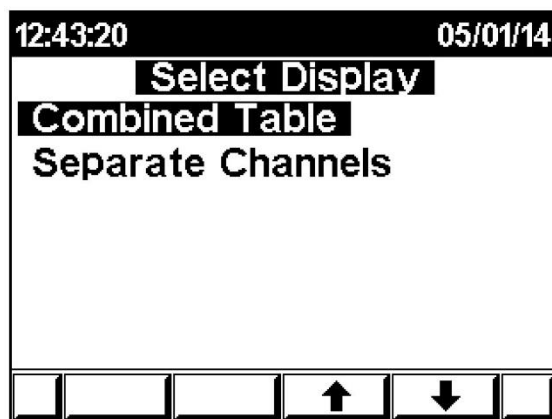 12:43:20 05/01/14
Select Display
Combined Table
Separate Channels